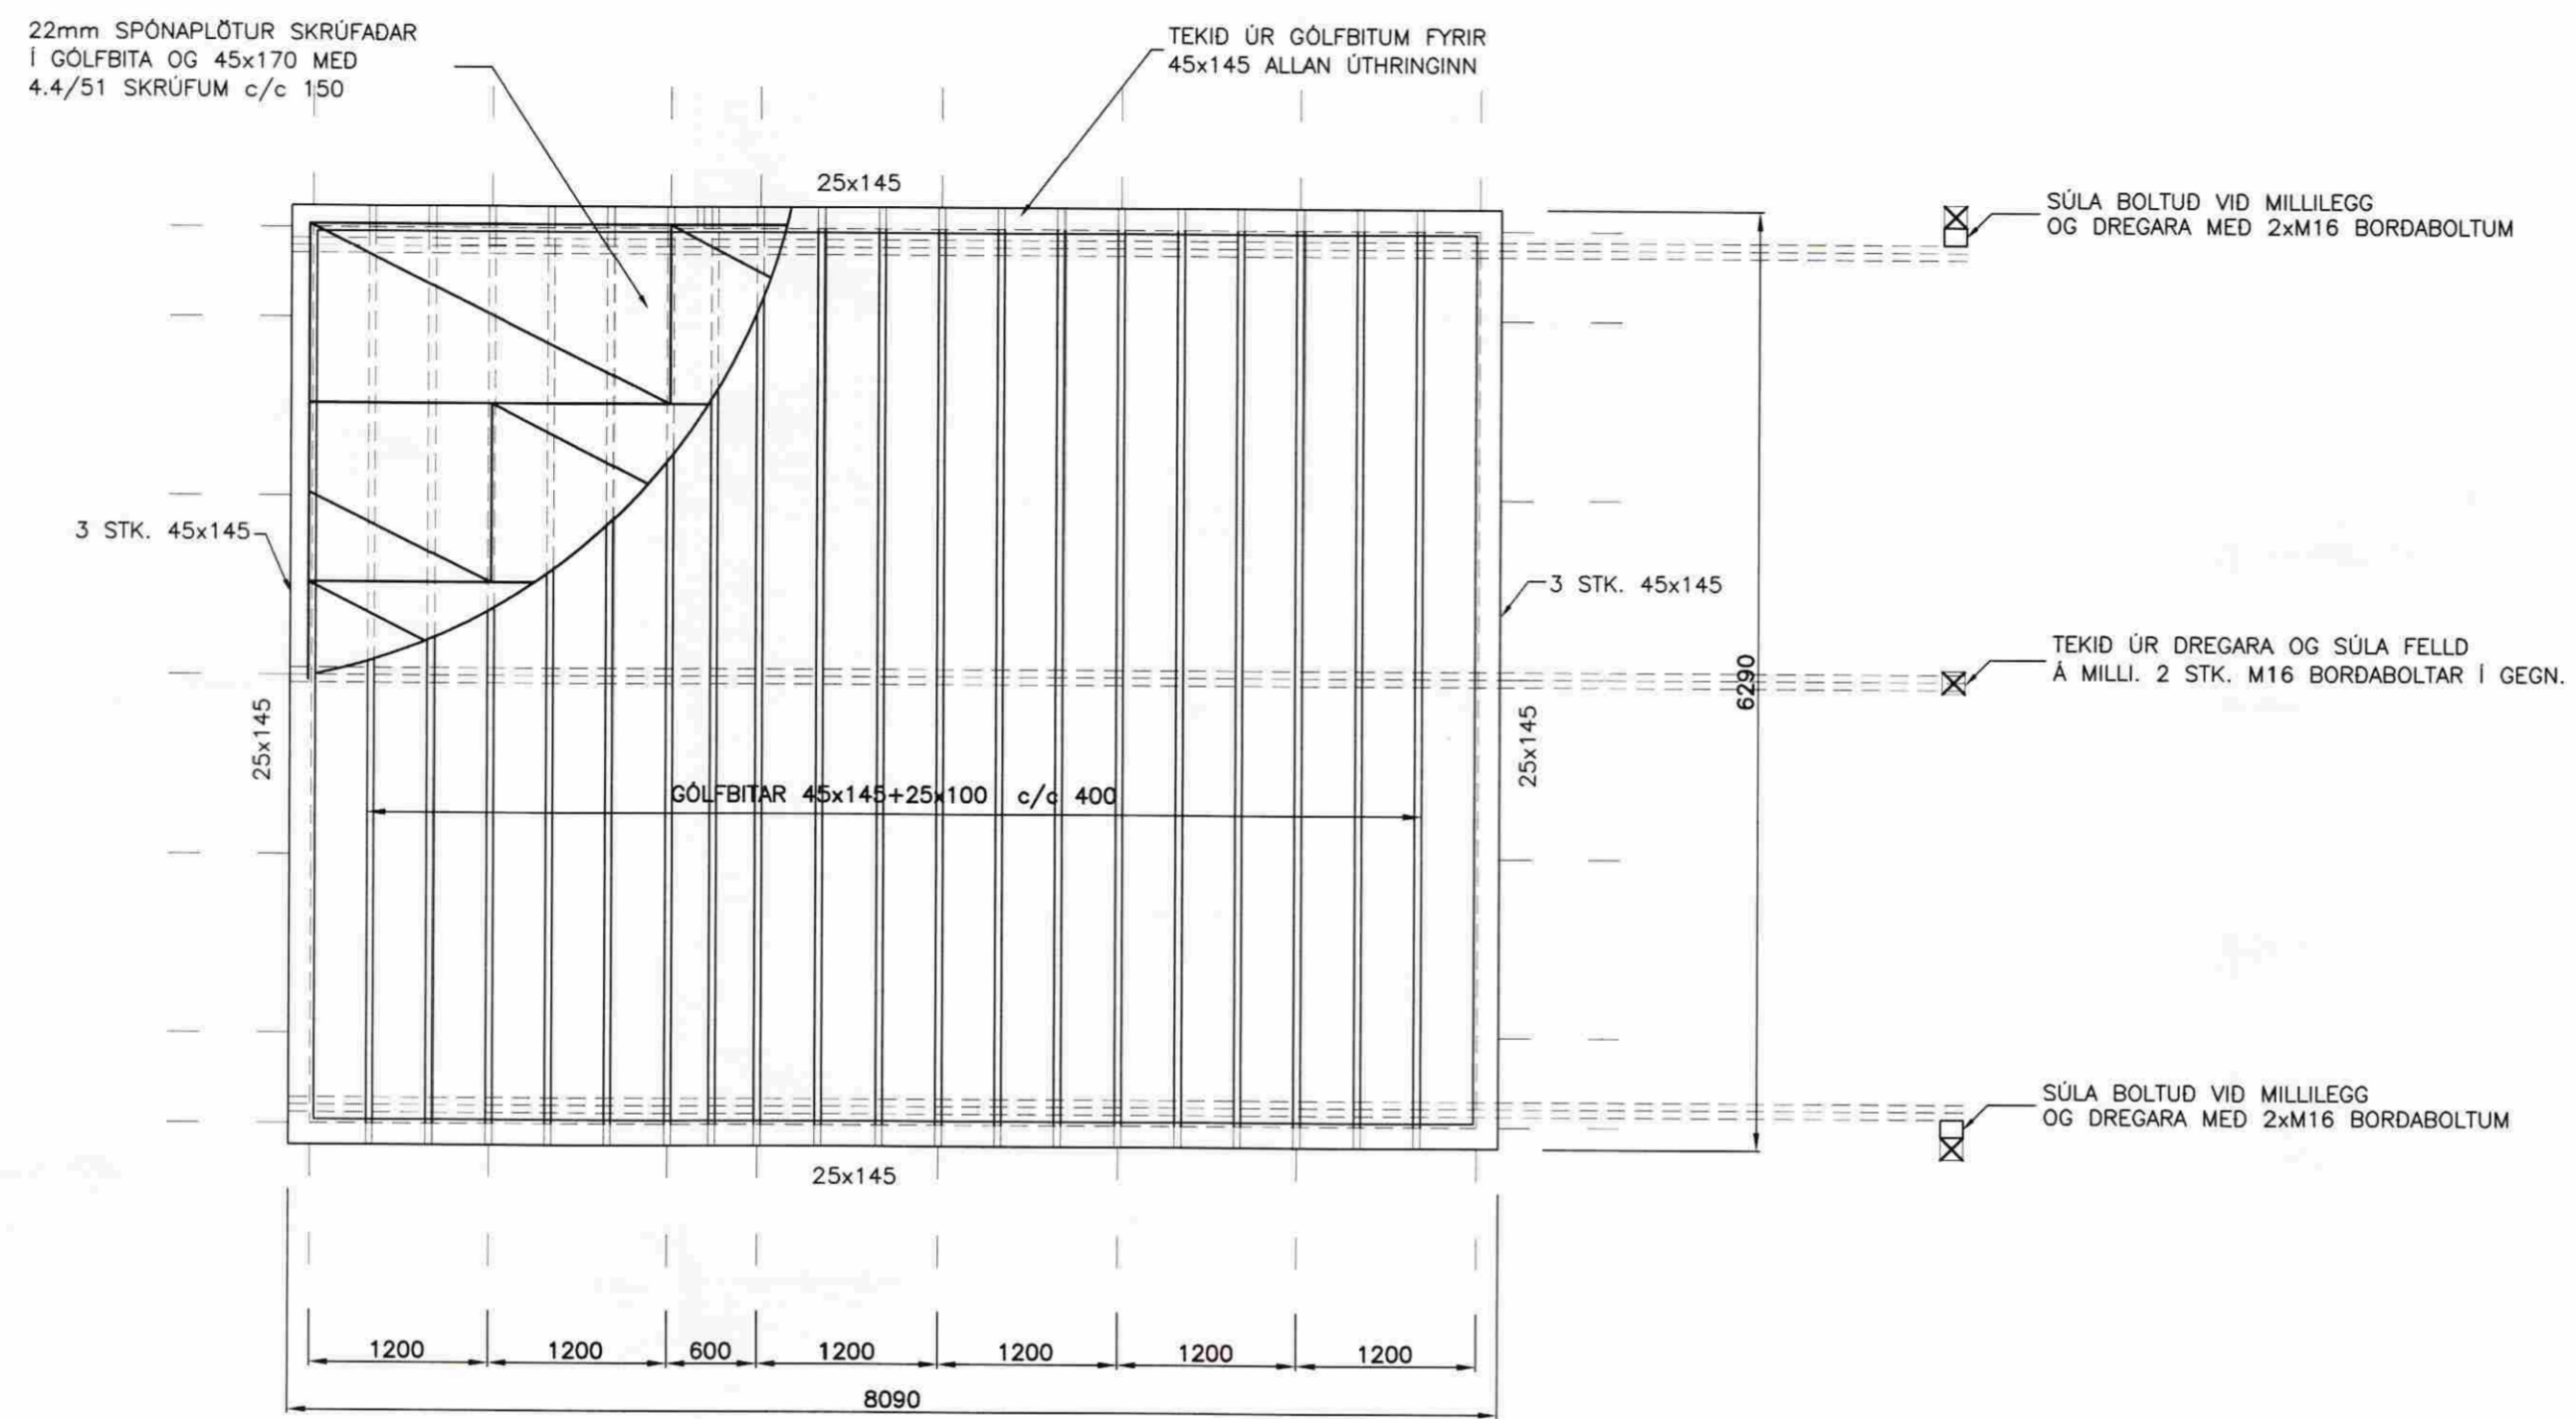 22mm SPÓNAPLÖTUR SKRÚFAÐAR
Í GÓLFBITA OG 45x170 MEÐ
4.4/51 SKRÚFUM c/c 150
TEKIÐ ÚR GÓLFBITUM FYRIR
45x145 ALLAN ÚTHRINGINN
25x145
SÚLA BOLTUÐ VIÐ MILLILEGG
OG DREGARA MEÐ 2xM16 BORÐABOLTUM
3 STK. 45x145
3 STK. 45x145
TEKIÐ ÚR DREGARA OG SÚLA FELLD
Á MILLI. 2 STK. M16 BORÐABOLTAR Í GEGN.
6290
25x145
25x145
GÓLFBITAR 45x145+25x100 c/c 400
SÚLA BOLTUÐ VIÐ MILLILEGG
OG DREGARA MEÐ 2xM16 BORÐABOLTUM
25x145
1200 1200 600 1200 1200 1200 1200
8090